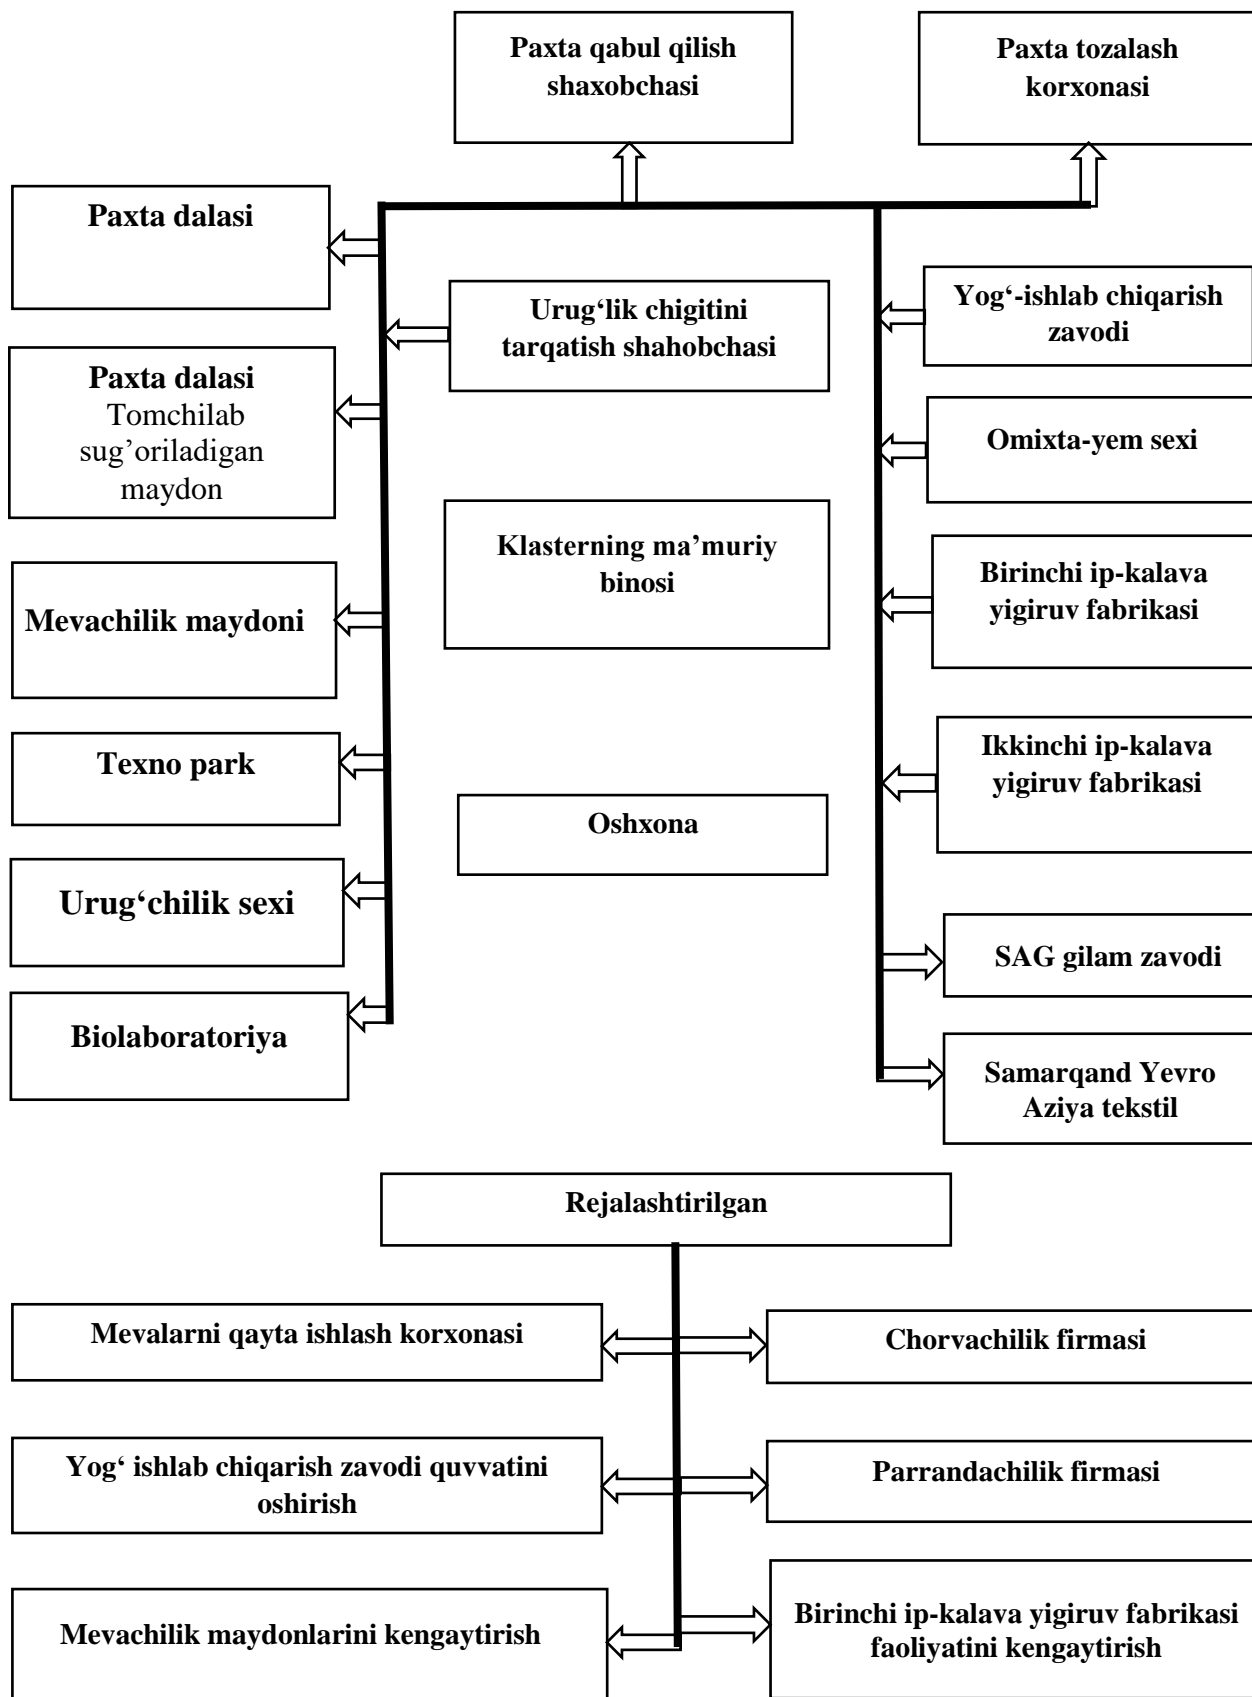 Paxta qabul qilish
shaxobchasi
Paxta tozalash
korxonasi
Paxta dalasi
Urug‘lik chigitini
tarqatish shahobchasi
Yog‘-ishlab chiqarish
zavodi
Paxta dalasi
Tomchilab
sug’oriladigan
maydon
Omixta-yem sexi
Klasterning ma’muriy
binosi
Birinchi ip-kalava
yigiruv fabrikasi
Mevachilik maydoni
Ikkinchi ip-kalava
yigiruv fabrikasi
Texno park
Oshxona
Urug‘chilik sexi
SAG gilam zavodi
Biolaboratoriya
Samarqand Yevro
Aziya tekstil
Rejalashtirilgan
Mevalarni qayta ishlash korxonasi
Chorvachilik firmasi
Yog‘ ishlab chiqarish zavodi quvvatini
oshirish
Parrandachilik firmasi
Mevachilik maydonlarini kengaytirish
Birinchi ip-kalava yigiruv fabrikasi
faoliyatini kengaytirish